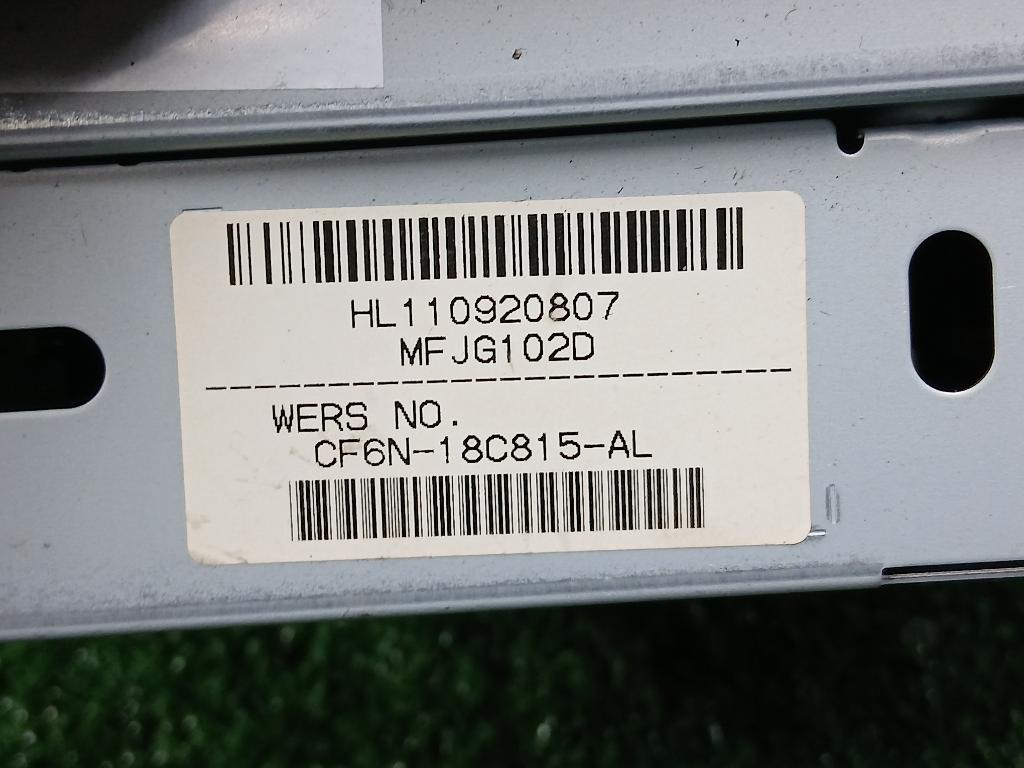 HL110920807
MFJG102D
WERS NO.
CF6N-18C815-AL